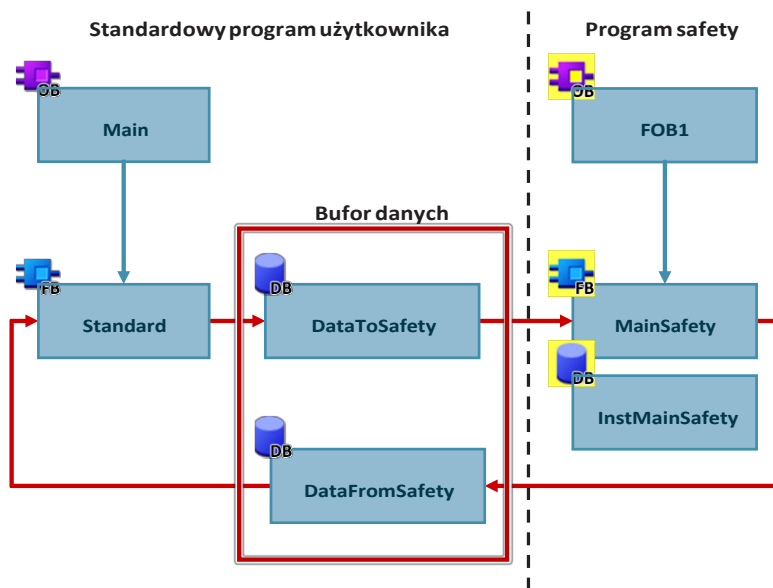 Standardowy program użytkownika
Program safety
OB
Main
OB
FOB1
Bufor danych
FB
Standard
DB
DataToSafety
FB
MainSafety
DB
InstMainSafety
DB
DataFromSafety